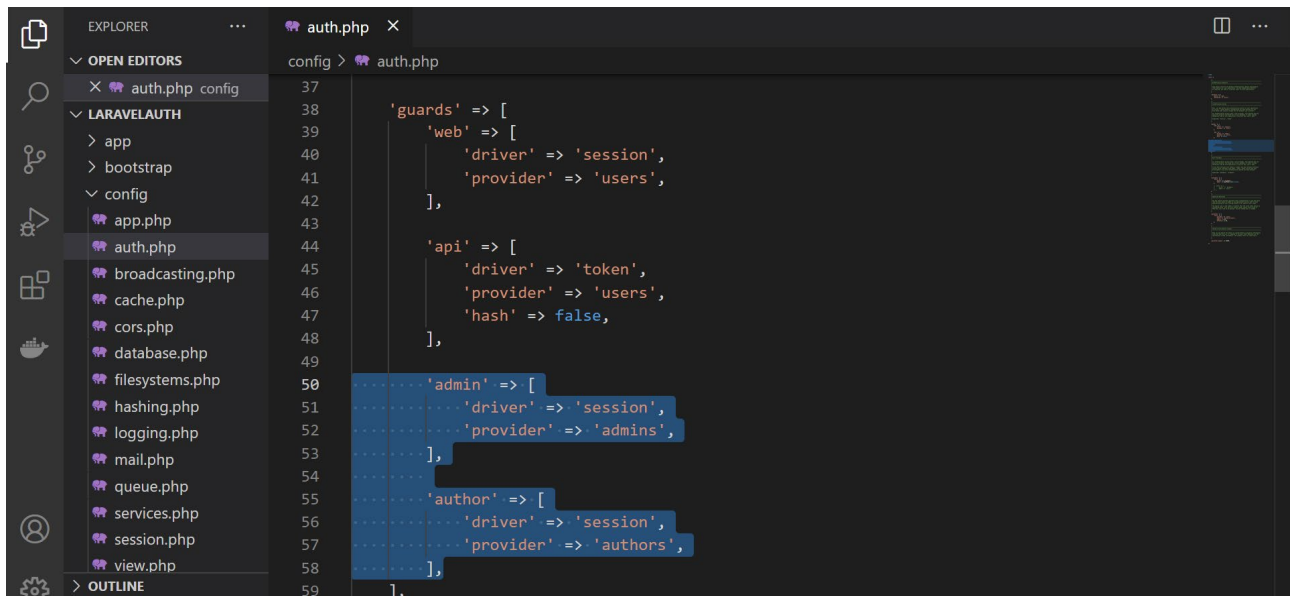 EXPLORER ...
OPEN EDITORS
auth.php config
LARAVELAUTH
app
bootstrap
config
app.php
auth.php
broadcasting.php
cache.php
cors.php
database.php
filesystems.php
hashing.php
logging.php
mail.php
queue.php
services.php
session.php
view.php
OUTLINE
auth.php
config > auth.php
37
38 'guards' => [
39 'web' => [
40 'driver' => 'session',
41 'provider' => 'users',
42 ],
43
44 'api' => [
45 'driver' => 'token',
46 'provider' => 'users',
47 'hash' => false,
48 ],
49
50 'admin' => [
51 'driver' => 'session',
52 'provider' => 'admins',
53 ],
54
55 'author' => [
56 'driver' => 'session',
57 'provider' => 'authors',
58 ],
59 ],